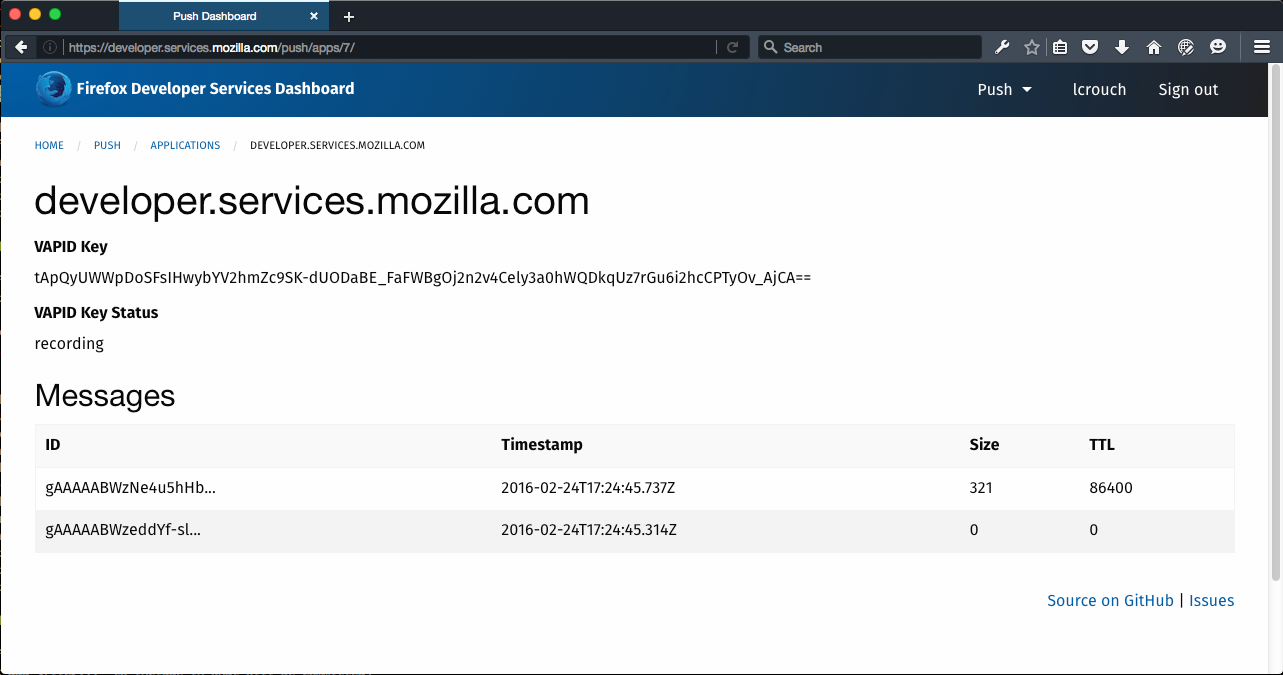 Push Dashboard
https://developer.services.mozilla.com/push/apps/7/ Search
Firefox Developer Services Dashboard Push lcrouch Sign out
HOME / PUSH / APPLICATIONS / DEVELOPER.SERVICES.MOZILLA.COM
developer.services.mozilla.com
VAPID Key
tApQyUWWpDoSFsIHwybYV2hmZc9SK-dUODaBE_FaFWBgOj2n2v4Cely3a0hWQDkqUz7rGu6i2hcCPTyOv_AjCA==
VAPID Key Status
recording
Messages
ID Timestamp Size TTL
gAAAAABWzNe4u5hHb... 2016-02-24T17:24:45.737Z 321 86400
gAAAAABWzeddYf-sl... 2016-02-24T17:24:45.314Z 0 0
Source on GitHub | Issues